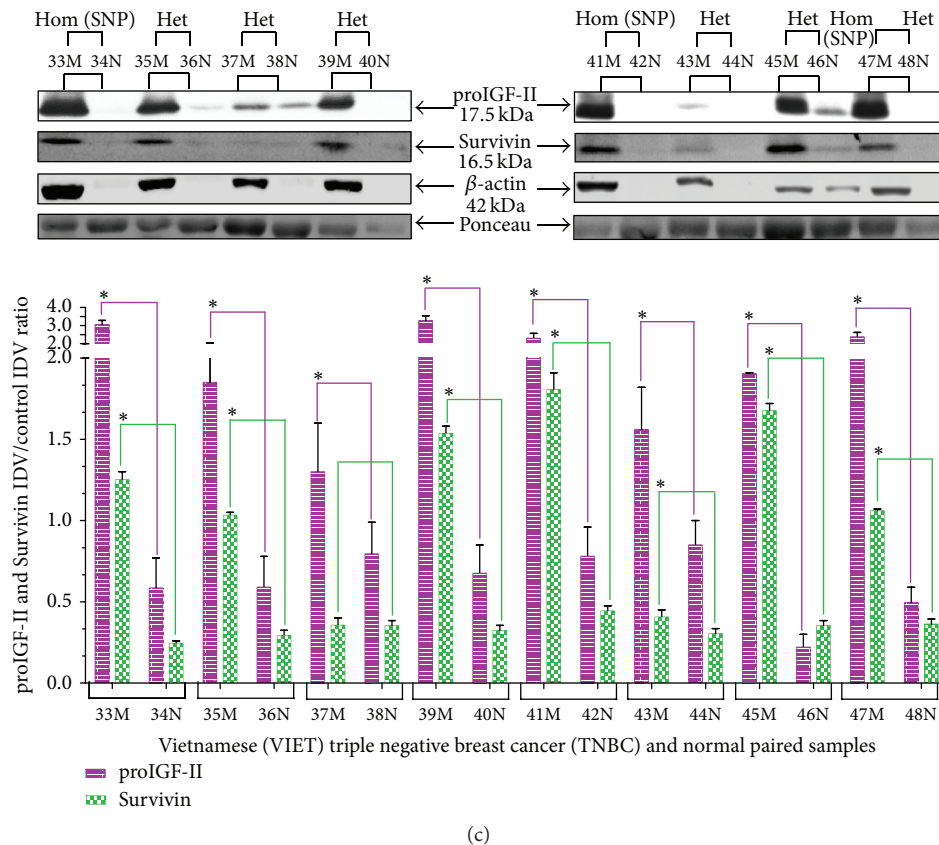 Hom (SNP) Het Het Het
33M 34N 35M 36N 37M 38N 39M 40N
Hom (SNP) Het Het Hom (SNP) Het
41M 42N 43M 44N 45M 46N 47M 48N
proIGF-II
17.5 kDa
Survivin
16.5 kDa
β-actin
42 kDa
Ponceau
proIGF-II and Survivin IDV/control IDV ratio
4.0
3.0
2.0
2.0
1.5
1.0
0.5
0.0
* * * * * * * *
* * * * * * *
33M 34N 35M 36N 37M 38N 39M 40N 41M 42N 43M 44N 45M 46N 47M 48N
Vietnamese (VIET) triple negative breast cancer (TNBC) and normal paired samples
proIGF-II
Survivin
(c)